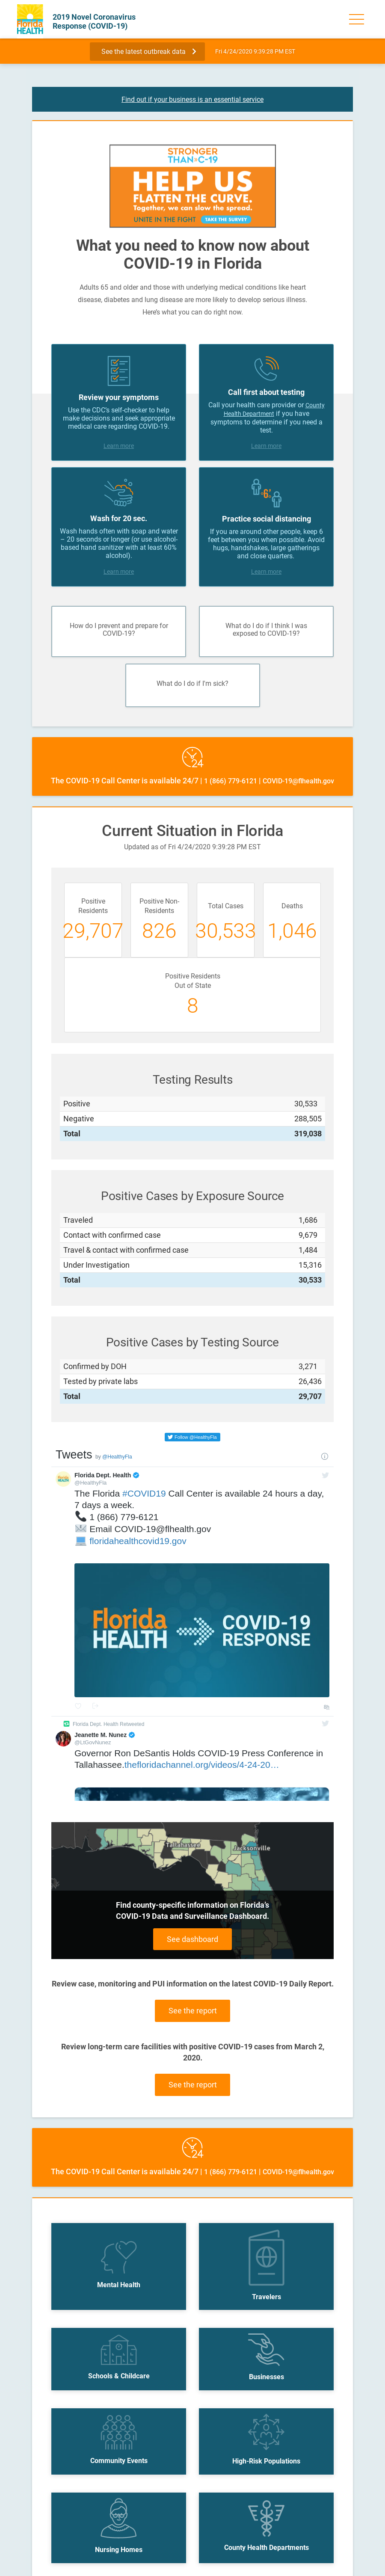 Florida
HEALTH
2019 Novel Coronavirus
Response (COVID-19)
See the latest outbreak data
Fri 4/24/2020 9:39:28 PM EST
Find out if your business is an essential service
STRONGER
THAN C-19
HELP US
FLATTEN THE CURVE.
Together, we can slow the spread.
UNITE IN THE FIGHT
TAKE THE SURVEY
What you need to know now about
COVID-19 in Florida
Adults 65 and older and those with underlying medical conditions like heart
disease, diabetes and lung disease are more likely to develop serious illness.
Here's what you can do right now.
Review your symptoms
Use the CDC's self-checker to help
make decisions and seek appropriate
medical care regarding COVID-19.
Learn more
Call first about testing
Call your health care provider or County
Health Department if you have
symptoms to determine if you need a
test.
Learn more
Wash for 20 sec.
Wash hands often with soap and water
– 20 seconds or longer (or use alcohol-
based hand sanitizer with at least 60%
alcohol).
Learn more
6'
Practice social distancing
If you are around other people, keep 6
feet between you when possible. Avoid
hugs, handshakes, large gatherings
and close quarters.
Learn more
How do I prevent and prepare for
COVID-19?
What do I do if I think I was
exposed to COVID-19?
What do I do if I'm sick?
24
The COVID-19 Call Center is available 24/7 | 1 (866) 779-6121 | COVID-19@flhealth.gov
Current Situation in Florida
Updated as of Fri 4/24/2020 9:39:28 PM EST
Positive
Residents
29,707
Positive Non-
Residents
826
Total Cases
30,533
Deaths
1,046
Positive Residents
Out of State
8
Testing Results
Positive 30,533
Negative 288,505
Total 319,038
Positive Cases by Exposure Source
Traveled 1,686
Contact with confirmed case 9,679
Travel & contact with confirmed case 1,484
Under Investigation 15,316
Total 30,533
Positive Cases by Testing Source
Confirmed by DOH 3,271
Tested by private labs 26,436
Total 29,707
Follow @HealthyFla
Tweets by @HealthyFla
Florida Dept. Health
@HealthyFla
The Florida #COVID19 Call Center is available 24 hours a day,
7 days a week.
1 (866) 779-6121
Email COVID-19@flhealth.gov
floridahealthcovid19.gov
Florida
HEALTH
COVID-19
RESPONSE
Florida Dept. Health Retweeted
Jeanette M. Nunez
@LtGovNunez
Governor Ron DeSantis Holds COVID-19 Press Conference in
Tallahassee.thefloridachannel.org/videos/4-24-20…
Tallahassee
Jacksonville
Find county-specific information on Florida's
COVID-19 Data and Surveillance Dashboard.
See dashboard
Review case, monitoring and PUI information on the latest COVID-19 Daily Report.
See the report
Review long-term care facilities with positive COVID-19 cases from March 2,
2020.
See the report
24
The COVID-19 Call Center is available 24/7 | 1 (866) 779-6121 | COVID-19@flhealth.gov
Mental Health
Travelers
Schools & Childcare
Businesses
Community Events
High-Risk Populations
Nursing Homes
County Health Departments